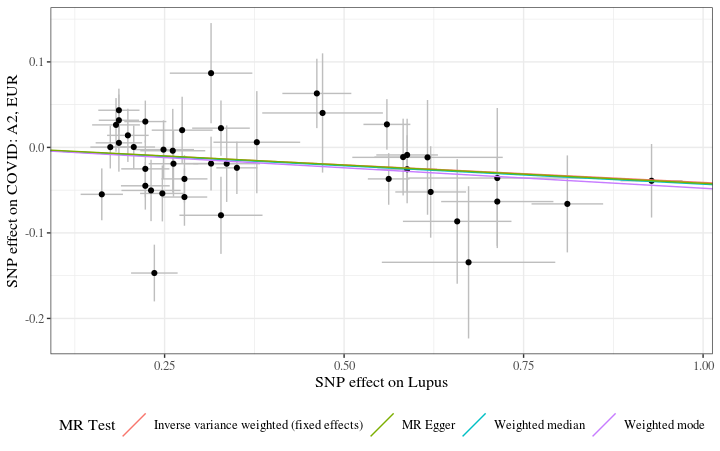 SNP effect on COVID: A2, EUR
0.1
0.0
-0.1
-0.2
0.25
0.50
0.75
1.00
SNP effect on Lupus
MR Test
Inverse variance weighted (fixed effects)
MR Egger
Weighted median
Weighted mode